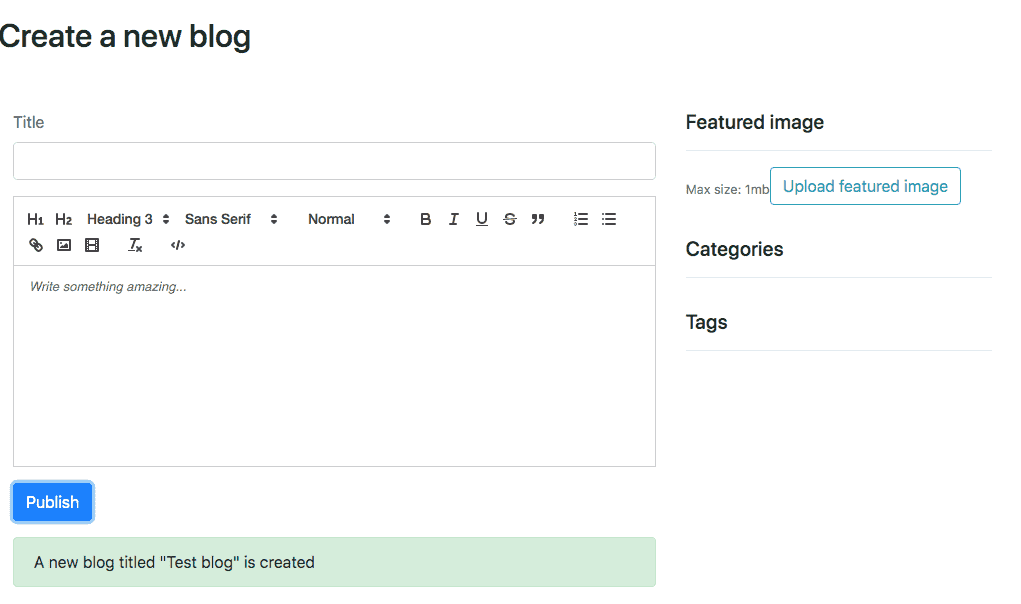 Create a new blog
Title
H1 H2 Heading 3 Sans Serif Normal B I U S
Write something amazing...
Publish
A new blog titled "Test blog" is created
Featured image
Max size: 1mb Upload featured image
Categories
Tags